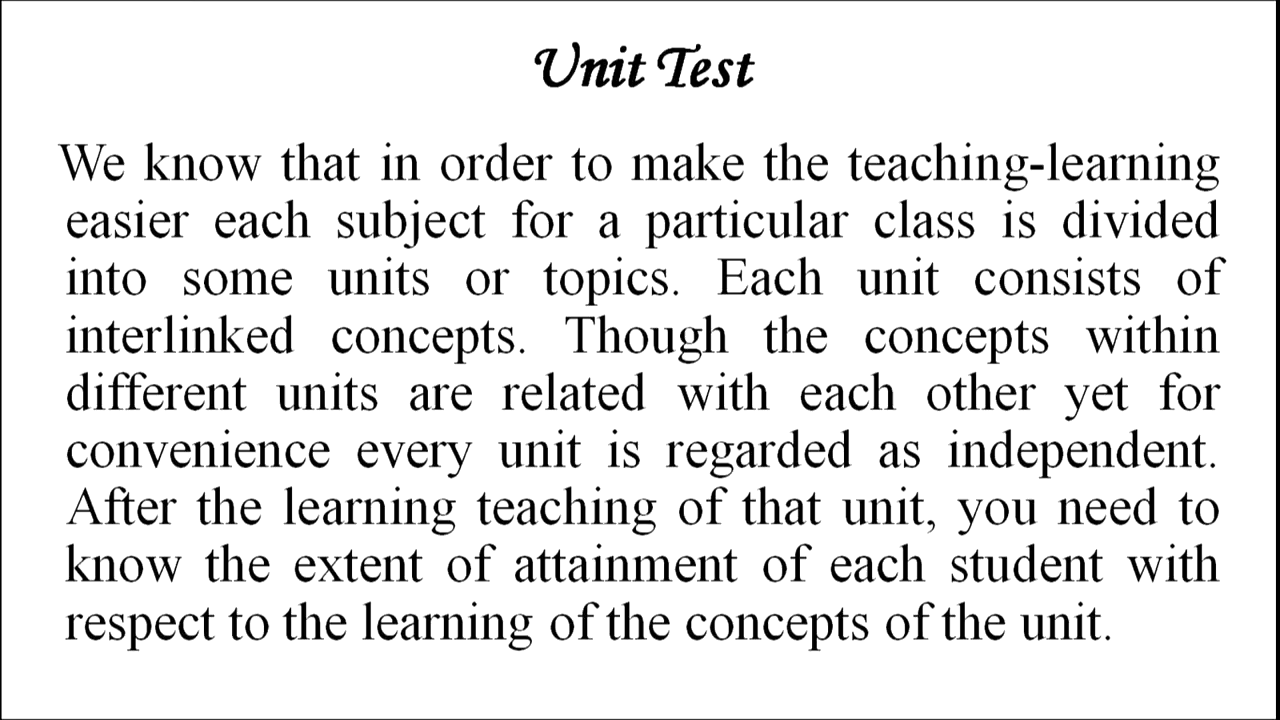 Unit Test
We know that in order to make the teaching-learning
easier each subject for a particular class is divided
into some units or topics. Each unit consists of
interlinked concepts. Though the concepts within
different units are related with each other yet for
convenience every unit is regarded as independent.
After the learning teaching of that unit, you need to
know the extent of attainment of each student with
respect to the learning of the concepts of the unit.